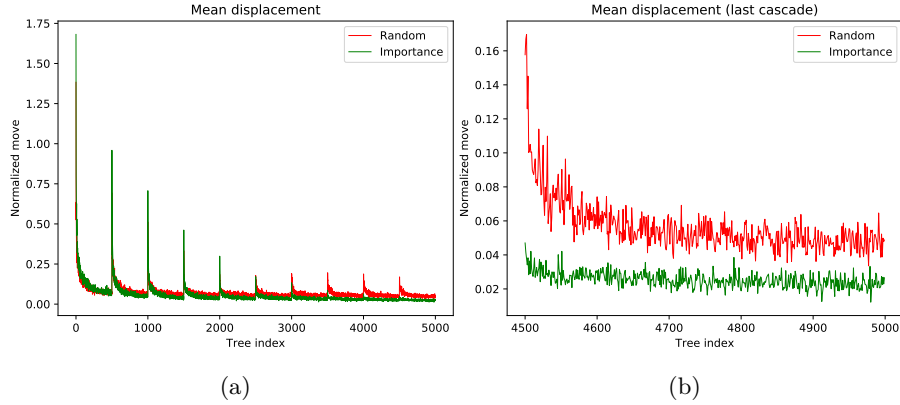 Mean displacement
Normalized move
1.75
1.50
1.25
1.00
0.75
0.50
0.25
0.00
Random
Importance
0
1000
2000
3000
4000
5000
Tree index
(a)
Mean displacement (last cascade)
Normalized move
0.16
0.14
0.12
0.10
0.08
0.06
0.04
0.02
Random
Importance
4500
4600
4700
4800
4900
5000
Tree index
(b)